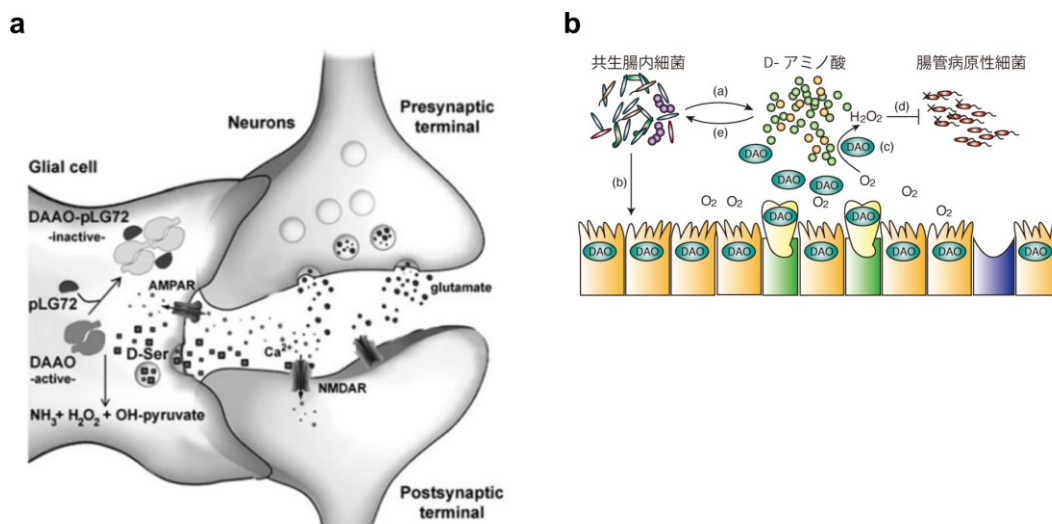 a
Neurons
Presynaptic
terminal
Glial cell
DAAO-pLG72
-inactive-
AMPAR
glutamate
pLG72
D-Ser
Ca²⁺
DAAO
-active-
NMDAR
NH₃+ H₂O₂ + OH-pyruvate
Postsynaptic
terminal
b
共生腸内細菌
D- アミノ酸
腸管病原性細菌
(a)
(e)
H₂O₂
(d)
DAO
(c)
DAO
(b)
DAO
DAO
O₂
O₂
O₂ O₂
DAO
O₂
DAO
O₂
DAO
DAO
DAO
DAO
DAO
DAO
DAO
DAO